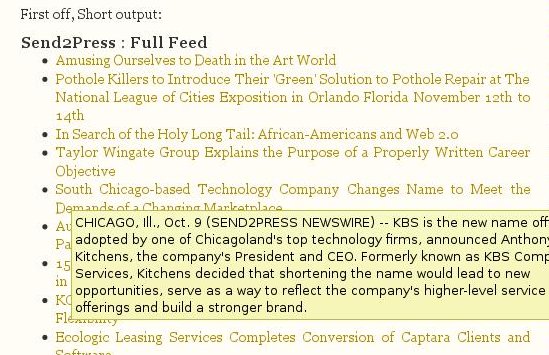 First off, Short output:
Send2Press : Full Feed
Amusing Ourselves to Death in the Art World
Pothole Killers to Introduce Their 'Green' Solution to Pothole Repair at The
National League of Cities Exposition in Orlando Florida November 12th to
14th
In Search of the Holy Long Tail: African-Americans and Web 2.0
Taylor Wingate Group Explains the Purpose of a Properly Written Career
Objective
South Chicago-based Technology Company Changes Name to Meet the
Demands of a Changing Marketplace
CHICAGO, Ill., Oct. 9 (SEND2PRESS NEWSWIRE) -- KBS is the new name off
adopted by one of Chicagoland's top technology firms, announced Anthony
Kitchens, the company's President and CEO. Formerly known as KBS Comp
Services, Kitchens decided that shortening the name would lead to new
opportunities, serve as a way to reflect the company's higher-level service
offerings and build a stronger brand.
Au
Pa
15
in
KC
Flexibility
Ecologic Leasing Services Completes Conversion of Captara Clients and
Software